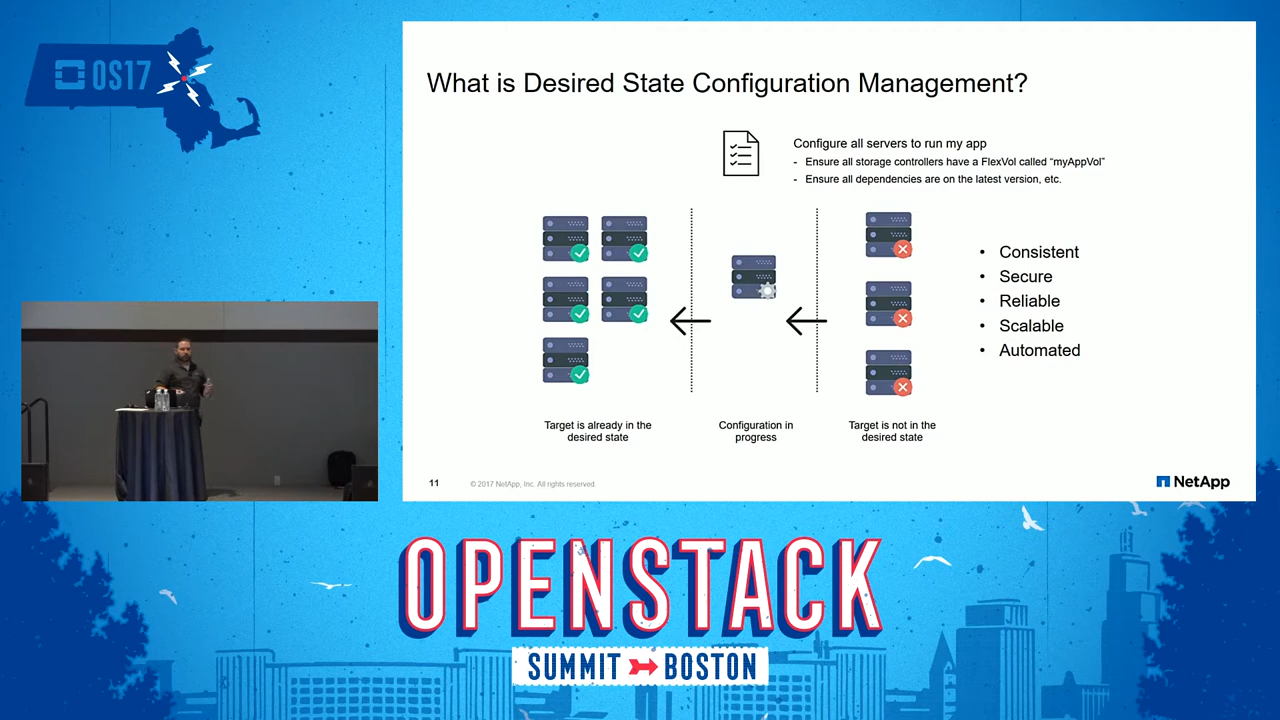 OS17
What is Desired State Configuration Management?
Configure all servers to run my app
- Ensure all storage controllers have a FlexVol called “myAppVol”
- Ensure all dependencies are on the latest version, etc.
• Consistent
• Secure
• Reliable
• Scalable
• Automated
Target is already in the
desired state
Configuration in
progress
Target is not in the
desired state
11
© 2017 NetApp, Inc. All rights reserved.
NetApp
OPENSTACK
SUMMIT BOSTON